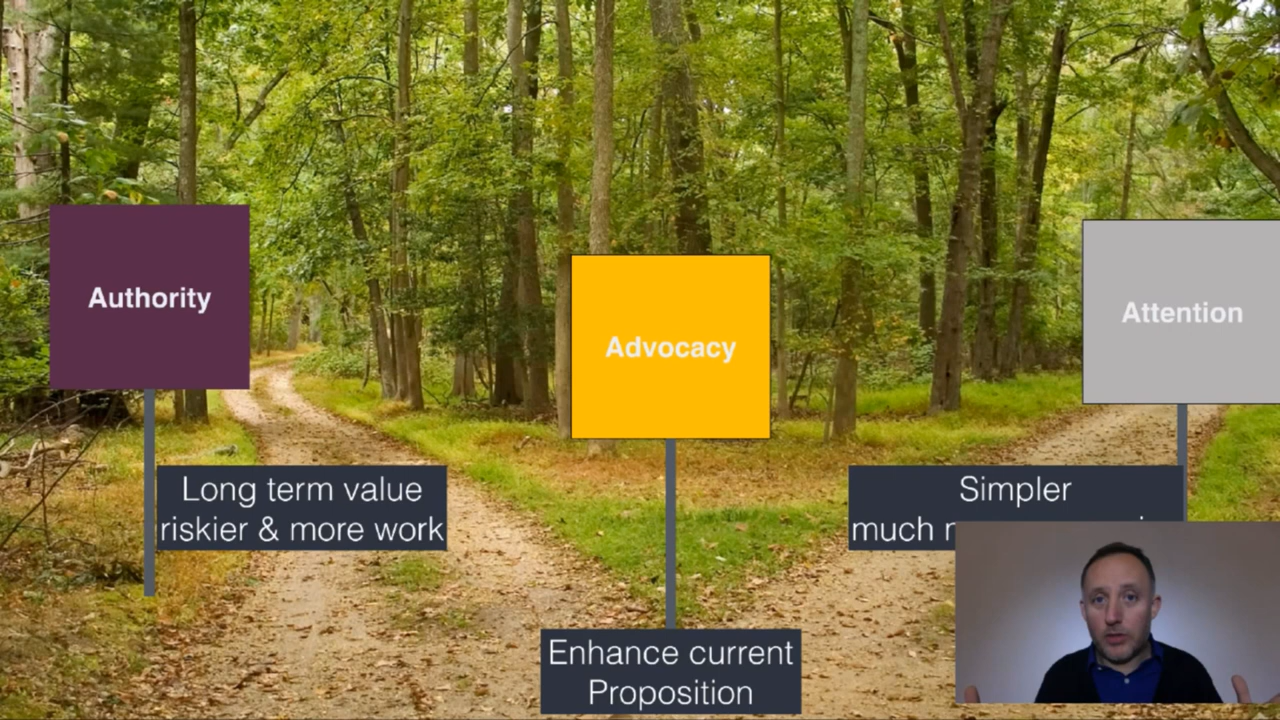 Authority
Advocacy
Attention
Long term value
riskier & more work
Simpler
much
Enhance current
Proposition